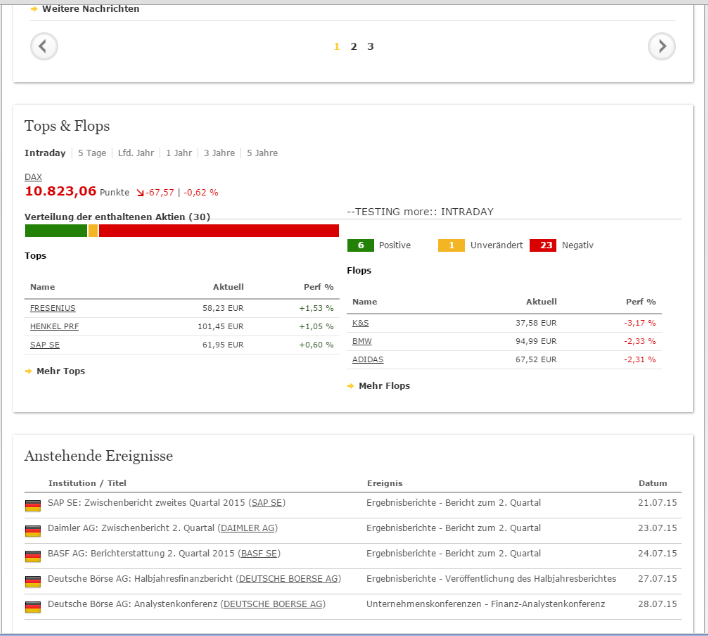 Weitere Nachrichten
1 2 3
Tops & Flops
Intraday | 5 Tage | Lfd. Jahr | 1 Jahr | 3 Jahre | 5 Jahre
DAX
10.823,06 Punkte -67,57 | -0,62 %
Verteilung der enthaltenen Aktien (30)
Tops
Name Aktuell Perf %
FRESENIUS 58,23 EUR +1,53 %
HENKEL PRF 101,45 EUR +1,05 %
SAP SE 61,95 EUR +0,60 %
Mehr Tops
--TESTING more:: INTRADAY
6 Positive 1 Unverändert 23 Negativ
Flops
Name Aktuell Perf %
K&S 37,58 EUR -3,17 %
BMW 94,99 EUR -2,33 %
ADIDAS 67,52 EUR -2,31 %
Mehr Flops
Anstehende Ereignisse
Institution / Titel Ereignis Datum
SAP SE: Zwischenbericht zweites Quartal 2015 (SAP SE) Ergebnisberichte - Bericht zum 2. Quartal 21.07.15
Daimler AG: Zwischenbericht 2. Quartal (DAIMLER AG) Ergebnisberichte - Bericht zum 2. Quartal 23.07.15
BASF AG: Berichterstattung 2. Quartal 2015 (BASF SE) Ergebnisberichte - Bericht zum 2. Quartal 24.07.15
Deutsche Börse AG: Halbjahresfinanzbericht (DEUTSCHE BOERSE AG) Ergebnisberichte - Veröffentlichung des Halbjahresberichtes 27.07.15
Deutsche Börse AG: Analystenkonferenz (DEUTSCHE BOERSE AG) Unternehmenskonferenzen - Finanz-Analystenkonferenz 28.07.15